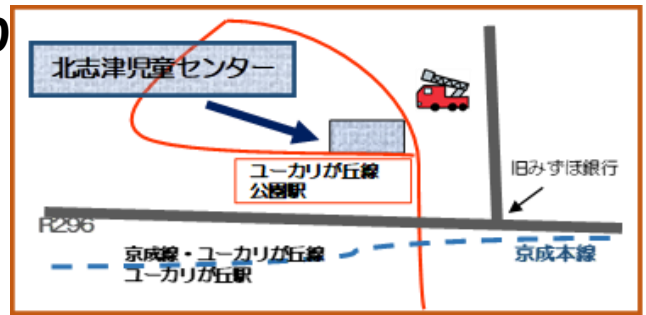 北志津児童センター
ユーカリが丘線
公園駅
旧みずほ銀行
R296
京成線・ユーカリが丘線
ユーカリが丘駅
京成本線